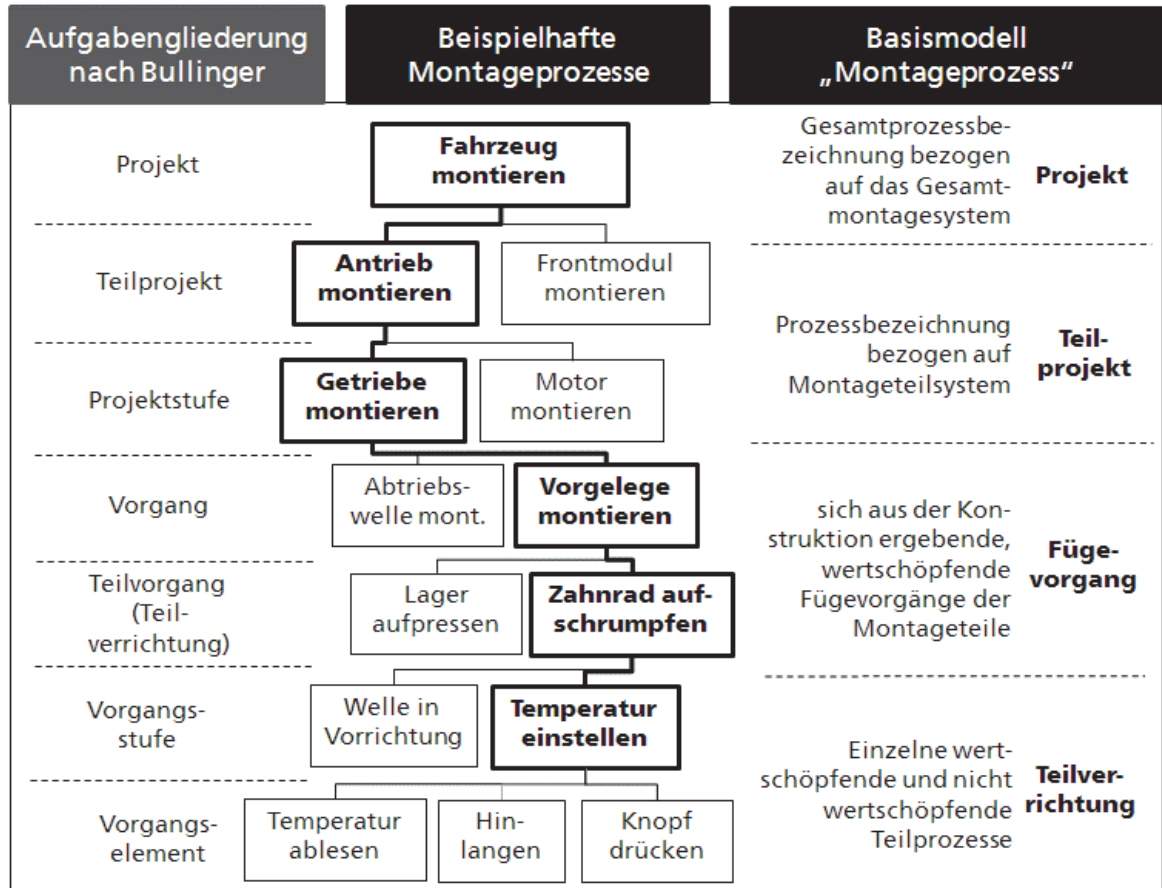 Aufgabengliederung
nach Bullinger
Beispielhafte
Montageprozesse
Basismodell
„Montageprozess“
Projekt
Fahrzeug
montieren
Gesamtprozessbe-
zeichnung bezogen
auf das Gesamt-
montagesystem
Projekt
Teilprojekt
Antrieb
montieren
Frontmodul
montieren
Prozessbezeichnung
bezogen auf
Montageteilsystem
Teil-
projekt
Projektstufe
Getriebe
montieren
Motor
montieren
Vorgang
Abtriebs-
welle mont.
Vorgelege
montieren
sich aus der Kon-
struktion ergebende,
wertschöpfende
Fügevorgänge der
Montageteile
Füge-
vorgang
Teilvorgang
(Teil-
verrichtung)
Lager
aufpressen
Zahnrad auf-
schrumpfen
Vorgangs-
stufe
Welle in
Vorrichtung
Temperatur
einstellen
Einzelne wert-
schöpfende und nicht
wertschöpfende
Teilprozesse
Teilver-
richtung
Vorgangs-
element
Temperatur
ablesen
Hin-
langen
Knopf
drücken